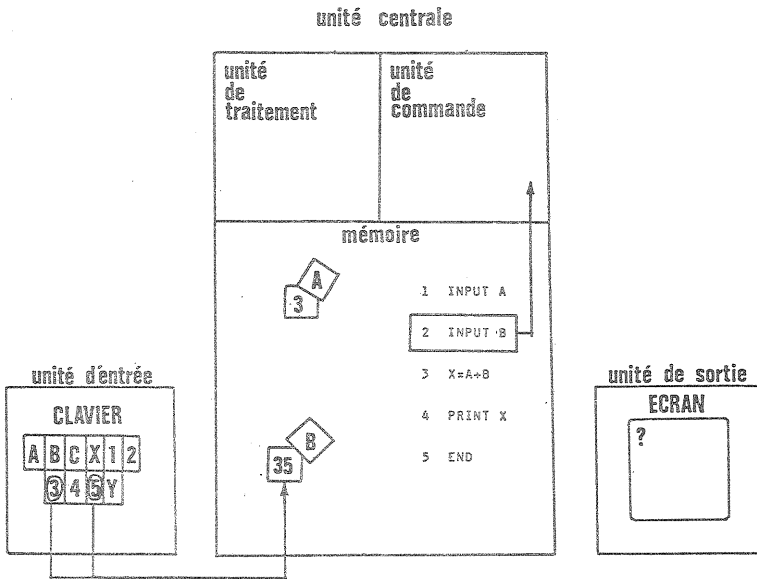 unité centrale
unité
de
traitement
unité
de
commande
mémoire
A
3
1 INPUT A
2 INPUT B
3 X=A+B
4 PRINT X
5 END
B
35
unité d'entrée
CLAVIER
A B C X 1 2
3 4 5 Y
unité de sortie
ECRAN
?